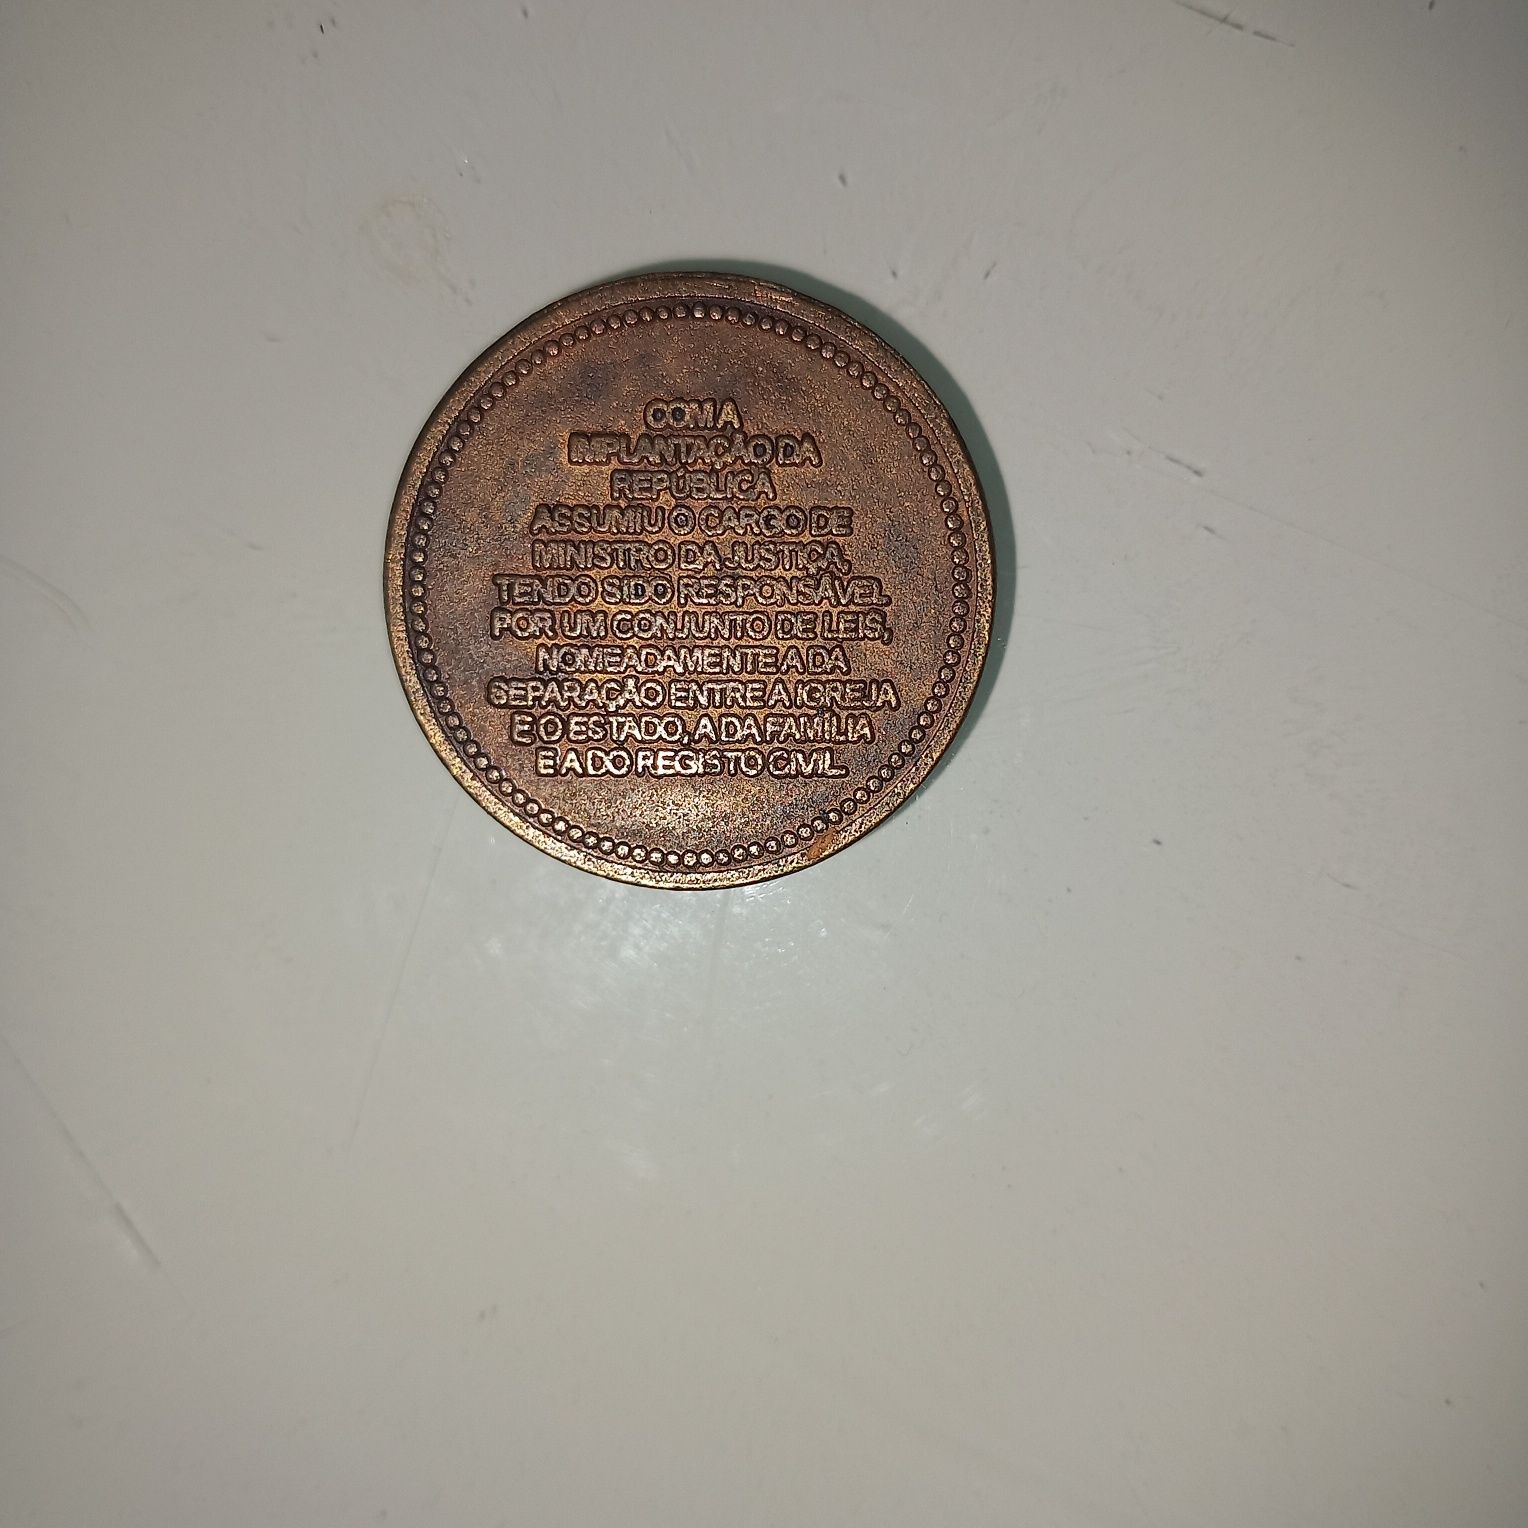 COM A
IMPLANTAÇÃO DA
REPÚBLICA
ASSUMIU O CARGO DE
MINISTRO DA JUSTIÇA,
TENDO SIDO RESPONSÁVEL
POR UM CONJUNTO DE LEIS,
NOMEADAMENTE A DA
SEPARAÇÃO ENTRE A IGREJA
E O ESTADO, A DA FAMÍLIA
E A DO REGISTO CIVIL.